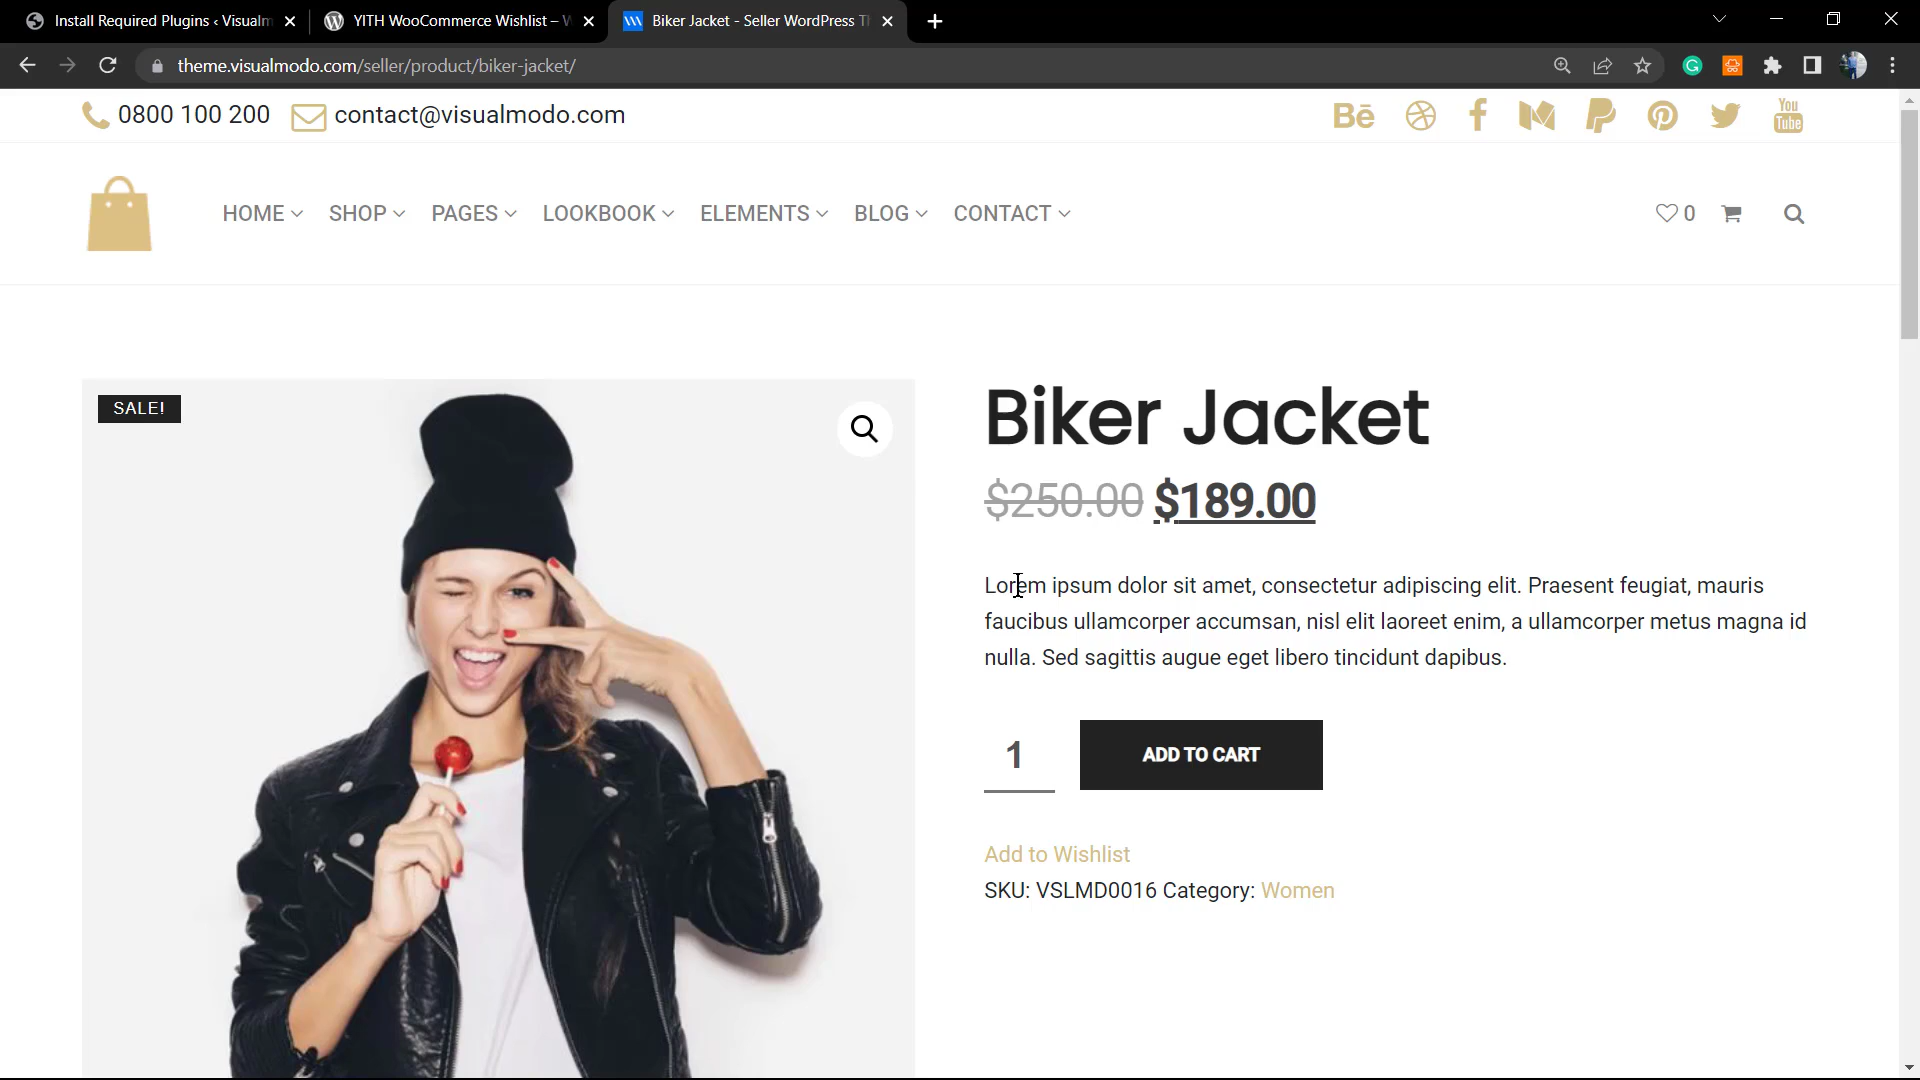 Install Required Plugins ‹ Visualm
YITH WooCommerce Wishlist – W
Biker Jacket - Seller WordPress Th
theme.visualmodo.com/seller/product/biker-jacket/
0800 100 200
contact@visualmodo.com
Bē
You
Tube
HOME
SHOP
PAGES
LOOKBOOK
ELEMENTS
BLOG
CONTACT
0
SALE!
Biker Jacket
$250.00 $189.00
Lorem ipsum dolor sit amet, consectetur adipiscing elit. Praesent feugiat, mauris
faucibus ullamcorper accumsan, nisl elit laoreet enim, a ullamcorper metus magna id
nulla. Sed sagittis augue eget libero tincidunt dapibus.
1
ADD TO CART
Add to Wishlist
SKU: VSLMD0016 Category: Women